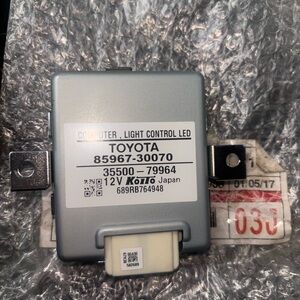 COMPUTER , LIGHT CONTROL LED
TOYOTA
85967-30070
35500 - 79964
12V KOITO Japan
689RB764948
01/05/17
030